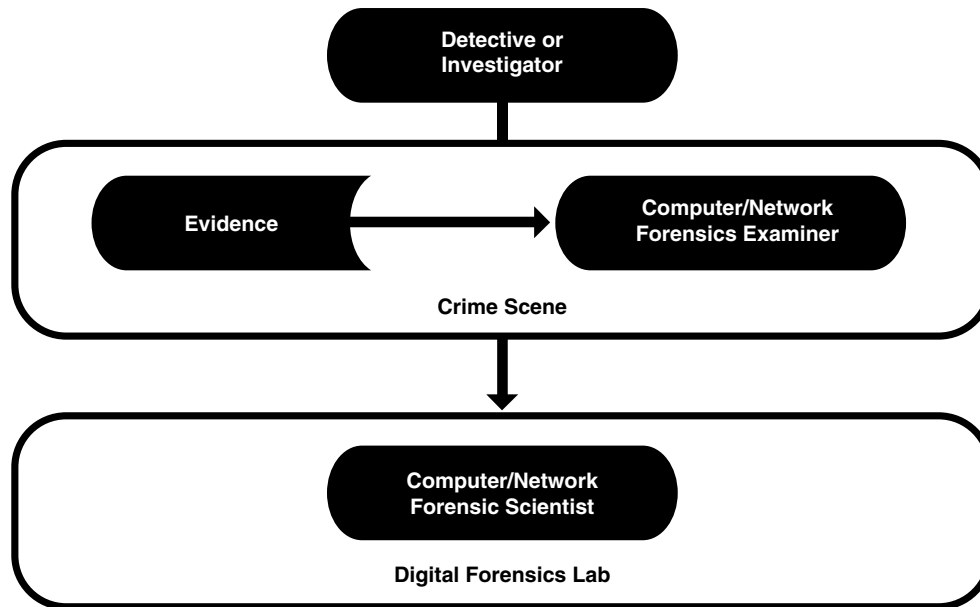 Detective or
Investigator
Evidence
Computer/Network
Forensics Examiner
Crime Scene
Computer/Network
Forensic Scientist
Digital Forensics Lab